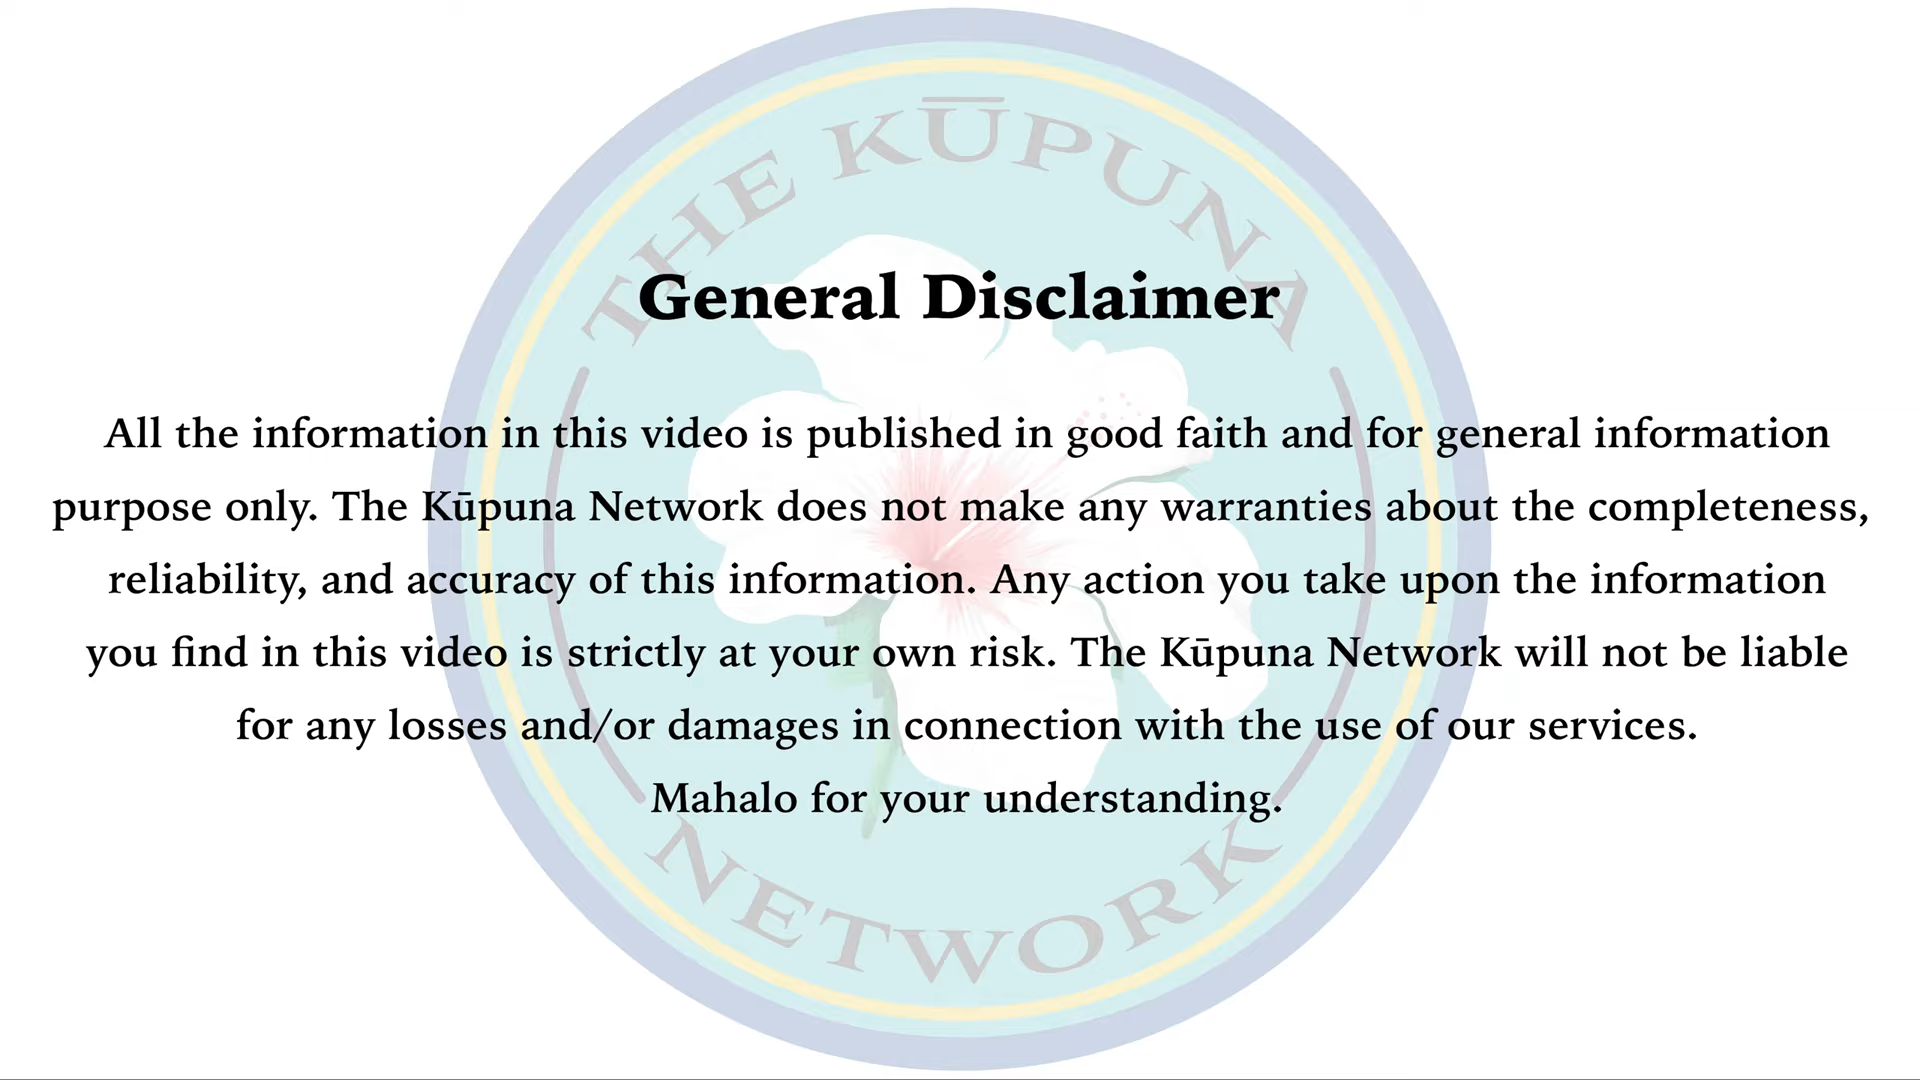 THE KŪPUNA
General Disclaimer
All the information in this video is published in good faith and for general information
purpose only. The Kūpuna Network does not make any warranties about the completeness,
reliability, and accuracy of this information. Any action you take upon the information
you find in this video is strictly at your own risk. The Kūpuna Network will not be liable
for any losses and/or damages in connection with the use of our services.
Mahalo for your understanding.
NETWORK